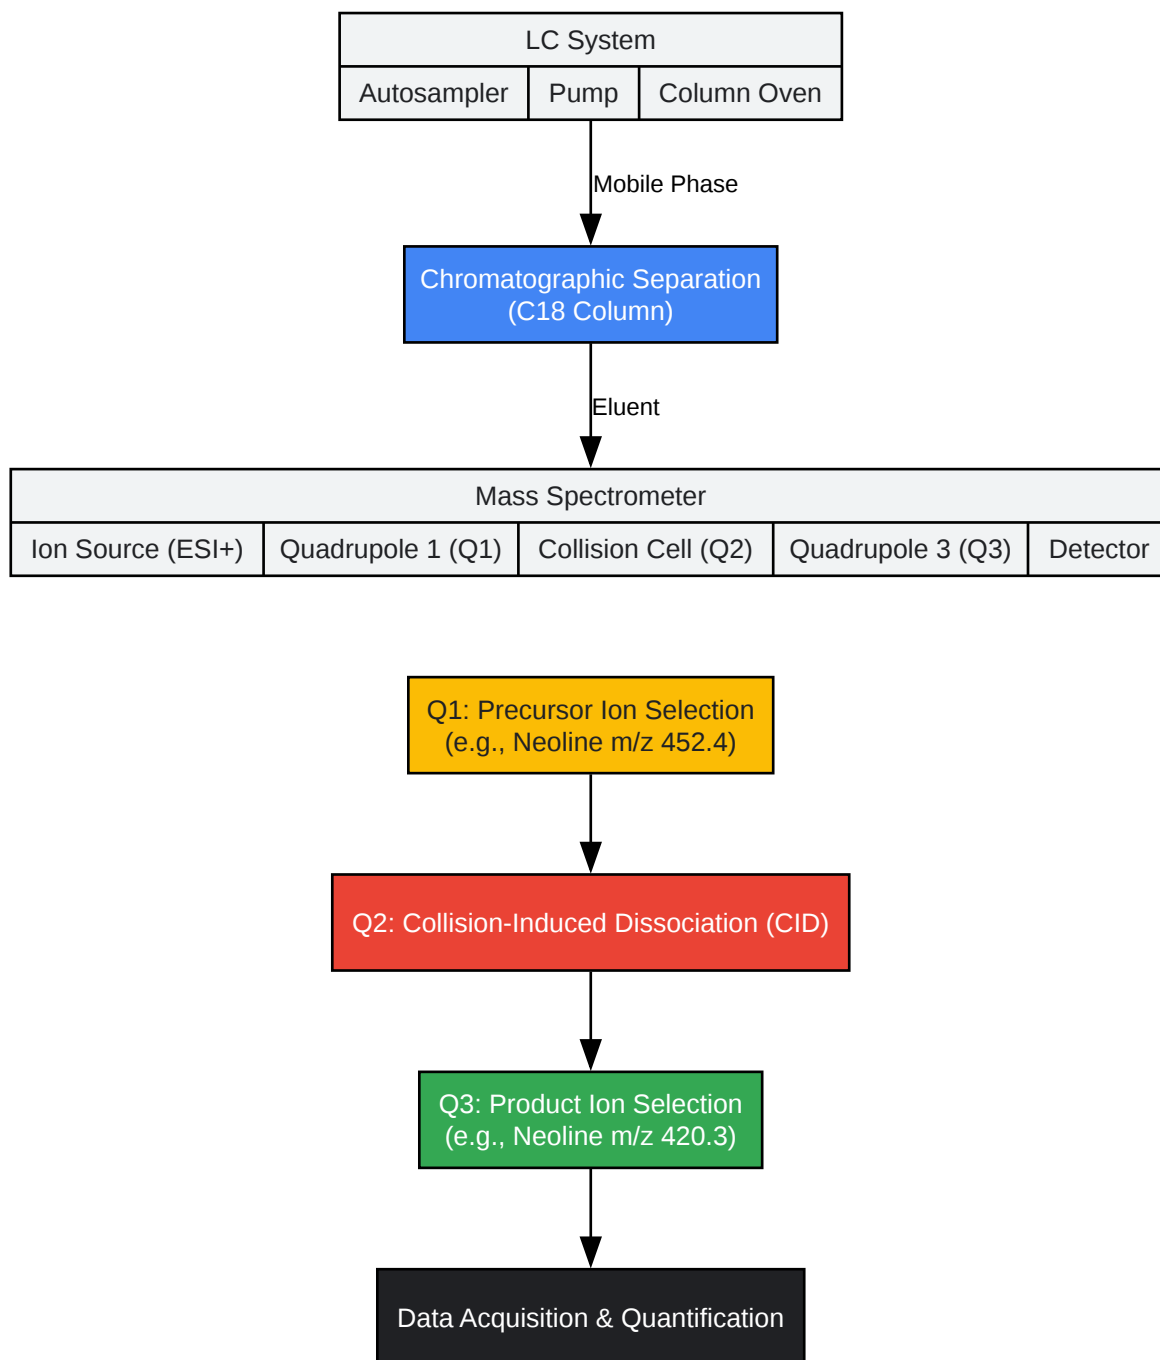 LC System
Autosampler
Pump
Column Oven
Mobile Phase
Chromatographic Separation
(C18 Column)
Eluent
Mass Spectrometer
Ion Source (ESI+)
Quadrupole 1 (Q1)
Collision Cell (Q2)
Quadrupole 3 (Q3)
Detector
Q1: Precursor Ion Selection
(e.g., Neoline m/z 452.4)
Q2: Collision-Induced Dissociation (CID)
Q3: Product Ion Selection
(e.g., Neoline m/z 420.3)
Data Acquisition & Quantification